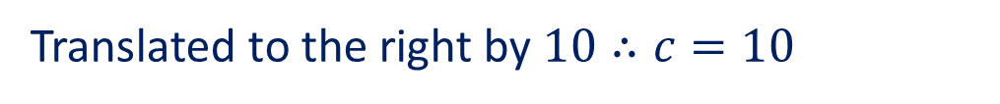 Translated to the right by 10 ∴ c = 10